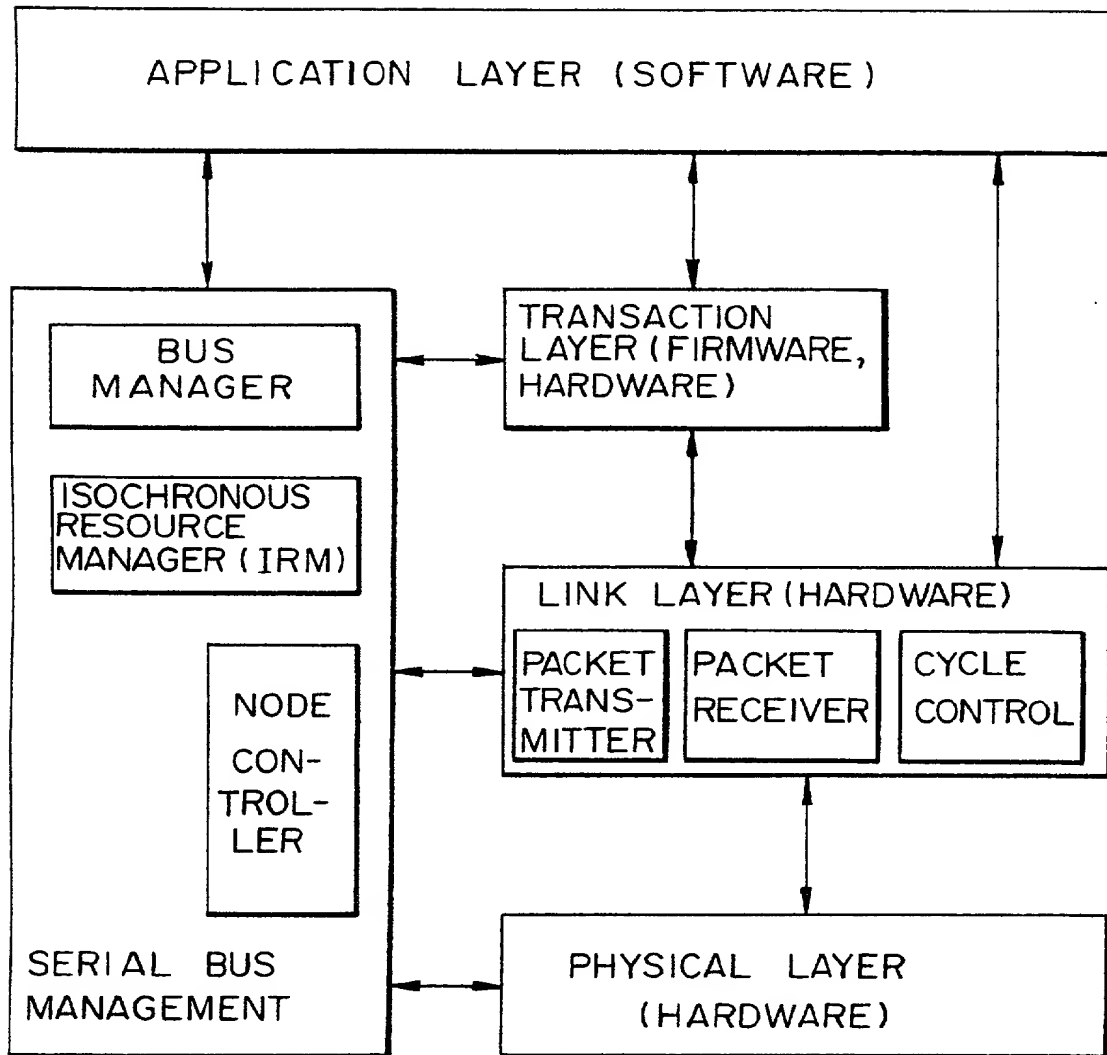 APPLICATION LAYER (SOFTWARE)
BUS
MANAGER
ISOCHRONOUS
RESOURCE
MANAGER (IRM)
NODE
CON-
TROL-
LER
SERIAL BUS
MANAGEMENT
TRANSACTION
LAYER (FIRMWARE,
HARDWARE)
LINK LAYER (HARDWARE)
PACKET
TRANS-
MITTER
PACKET
RECEIVER
CYCLE
CONTROL
PHYSICAL LAYER
(HARDWARE)